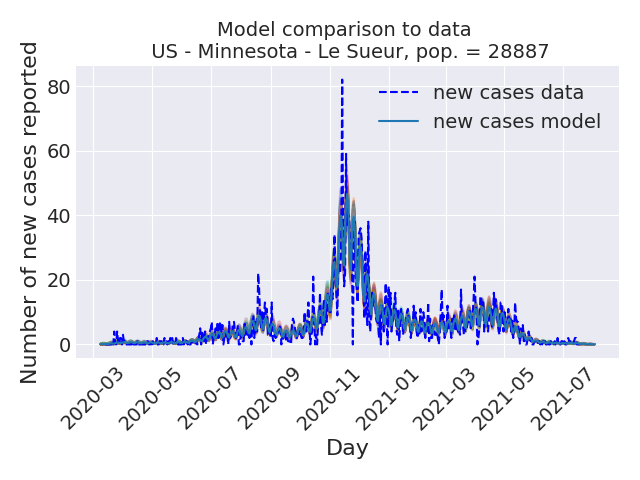 Model comparison to data
US - Minnesota - Le Sueur, pop. = 28887
Number of new cases reported
80
60
40
20
0
new cases data
new cases model
2020-03
2020-05
2020-07
2020-09
2020-11
2021-01
2021-03
2021-05
2021-07
Day